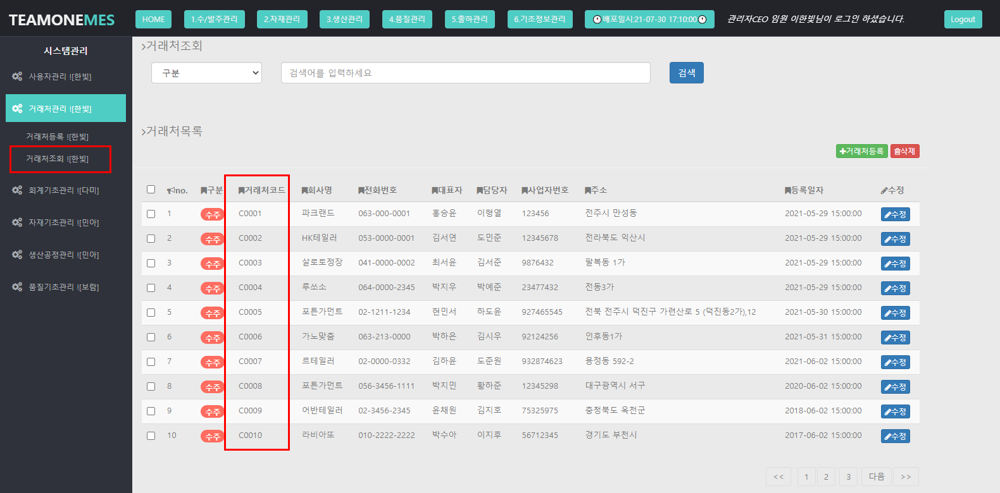 TEAMONEMES HOME 1.수/발주관리 2.자재관리 3.생산관리 4.품질관리 5.출하관리 6.기초정보관리 배포일시:21-07-30 17:10:00 관리자CEO 임원 이한빛님이 로그인 하셨습니다. Logout
시스템관리
사용자관리 ![한빛]
거래처관리 ![한빛]
거래처등록 ![한빛]
거래처조회 ![한빛]
회계기초관리 ![다미]
자재기초관리 ![민아]
생산공정관리 ![민아]
품질기초관리 ![보람]
>거래처조회
구분 검색어를 입력하세요 검색
>거래처목록
+거래처등록 삭제
no. 구분 거래처코드 회사명 전화번호 대표자 담당자 사업자번호 주소 등록일자 수정
1 수주 C0001 파크랜드 063-000-0001 홍승윤 이형열 123456 전주시 만성동 2021-05-29 15:00:00 수정
2 수주 C0002 HK테일러 053-0000-0001 김서연 도민준 12345678 전라북도 익산시 2021-05-29 15:00:00 수정
3 수주 C0003 살로토정장 041-0000-0002 최서윤 김서준 9876432 팔복동 1가 2021-05-29 15:00:00 수정
4 수주 C0004 루쏘소 064-0000-2345 박지우 박예준 23477432 전동3가 2021-05-29 15:00:00 수정
5 수주 C0005 포튼가먼트 02-1211-1234 현민서 하도윤 927465545 전북 전주시 덕진구 가련산로 5 (덕진동2가),12 2021-05-30 15:00:00 수정
6 수주 C0006 가노맞춤 063-213-0000 박하은 김시우 92124256 인후동1가 2021-05-31 15:00:00 수정
7 수주 C0007 르테일러 02-0000-0332 김하윤 도준원 932874623 용정동 592-2 2021-06-02 15:00:00 수정
8 수주 C0008 포튼가먼트 056-3456-1111 박지민 황하준 12345298 대구광역시 서구 2020-06-02 15:00:00 수정
9 수주 C0009 어반테일러 02-3456-2345 윤채원 김지호 75325975 충청북도 옥천군 2018-06-02 15:00:00 수정
10 수주 C0010 라비아또 010-2222-2222 박수아 이지후 56712345 경기도 부천시 2017-06-02 15:00:00 수정
<< 1 2 3 다음 >>